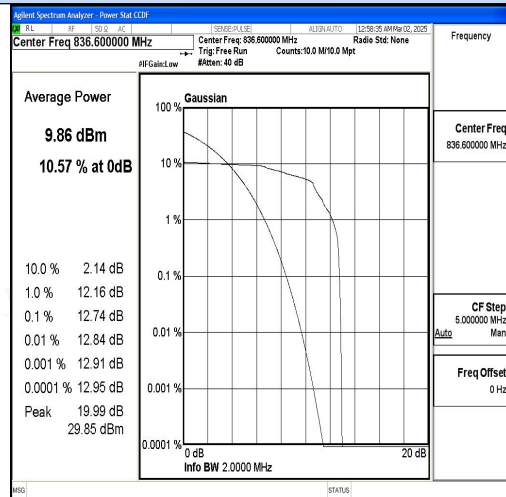 Agilent Spectrum Analyzer - Power Stat CCDF
RL RF 50 Ω AC SENSE:PULSE ALIGN AUTO 12:58:35 AM Mar 02, 2025
Center Freq 836.600000 MHz
Center Freq: 836.600000 MHz Radio Std: None
Trig: Free Run Counts:10.0 M/10.0 Mpt
#IFGain:Low #Atten: 40 dB
Frequency
Average Power
9.86 dBm
10.57 % at 0dB
10.0 % 2.14 dB
1.0 % 12.16 dB
0.1 % 12.74 dB
0.01 % 12.84 dB
0.001 % 12.91 dB
0.0001 % 12.95 dB
Peak 19.99 dB
29.85 dBm
Gaussian
100 %
10 %
1 %
0.1 %
0.01 %
0.001 %
0.0001 %
0 dB 20 dB
Info BW 2.0000 MHz
Center Freq
836.600000 MHz
CF Step
5.000000 MHz
Auto Man
Freq Offset
0 Hz
MSG STATUS